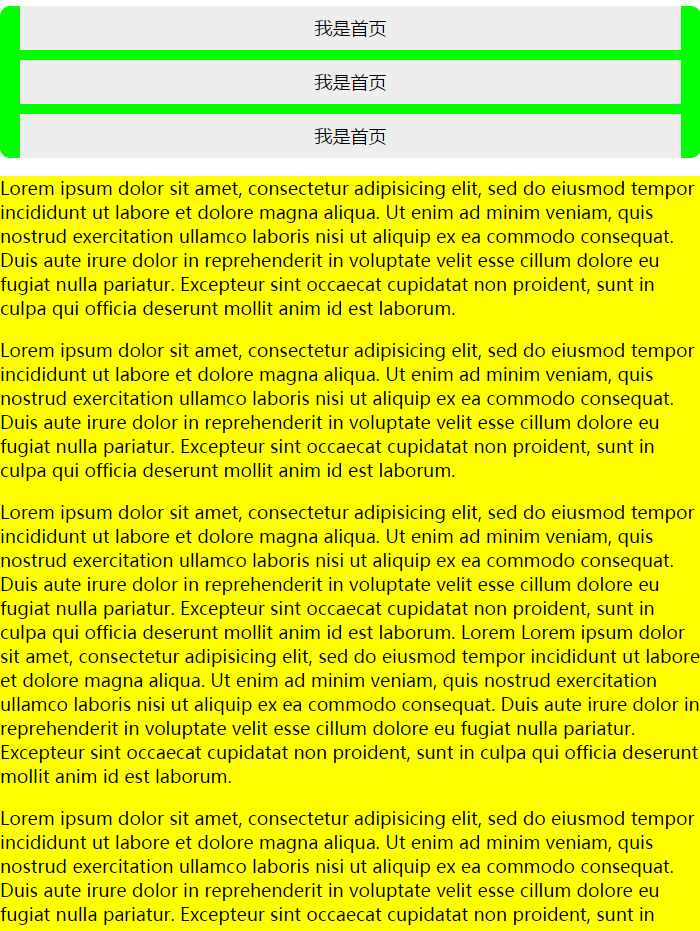 我是首页
我是首页
我是首页
Lorem ipsum dolor sit amet, consectetur adipisicing elit, sed do eiusmod tempor
incididunt ut labore et dolore magna aliqua. Ut enim ad minim veniam, quis
nostrud exercitation ullamco laboris nisi ut aliquip ex ea commodo consequat.
Duis aute irure dolor in reprehenderit in voluptate velit esse cillum dolore eu
fugiat nulla pariatur. Excepteur sint occaecat cupidatat non proident, sunt in
culpa qui officia deserunt mollit anim id est laborum.
Lorem ipsum dolor sit amet, consectetur adipisicing elit, sed do eiusmod tempor
incididunt ut labore et dolore magna aliqua. Ut enim ad minim veniam, quis
nostrud exercitation ullamco laboris nisi ut aliquip ex ea commodo consequat.
Duis aute irure dolor in reprehenderit in voluptate velit esse cillum dolore eu
fugiat nulla pariatur. Excepteur sint occaecat cupidatat non proident, sunt in
culpa qui officia deserunt mollit anim id est laborum.
Lorem ipsum dolor sit amet, consectetur adipisicing elit, sed do eiusmod tempor
incididunt ut labore et dolore magna aliqua. Ut enim ad minim veniam, quis
nostrud exercitation ullamco laboris nisi ut aliquip ex ea commodo consequat.
Duis aute irure dolor in reprehenderit in voluptate velit esse cillum dolore eu
fugiat nulla pariatur. Excepteur sint occaecat cupidatat non proident, sunt in
culpa qui officia deserunt mollit anim id est laborum. Lorem Lorem ipsum dolor
sit amet, consectetur adipisicing elit, sed do eiusmod tempor incididunt ut labore
et dolore magna aliqua. Ut enim ad minim veniam, quis nostrud exercitation
ullamco laboris nisi ut aliquip ex ea commodo consequat. Duis aute irure dolor in
reprehenderit in voluptate velit esse cillum dolore eu fugiat nulla pariatur.
Excepteur sint occaecat cupidatat non proident, sunt in culpa qui officia deserunt
mollit anim id est laborum.
Lorem ipsum dolor sit amet, consectetur adipisicing elit, sed do eiusmod tempor
incididunt ut labore et dolore magna aliqua. Ut enim ad minim veniam, quis
nostrud exercitation ullamco laboris nisi ut aliquip ex ea commodo consequat.
Duis aute irure dolor in reprehenderit in voluptate velit esse cillum dolore eu
fugiat nulla pariatur. Excepteur sint occaecat cupidatat non proident, sunt in